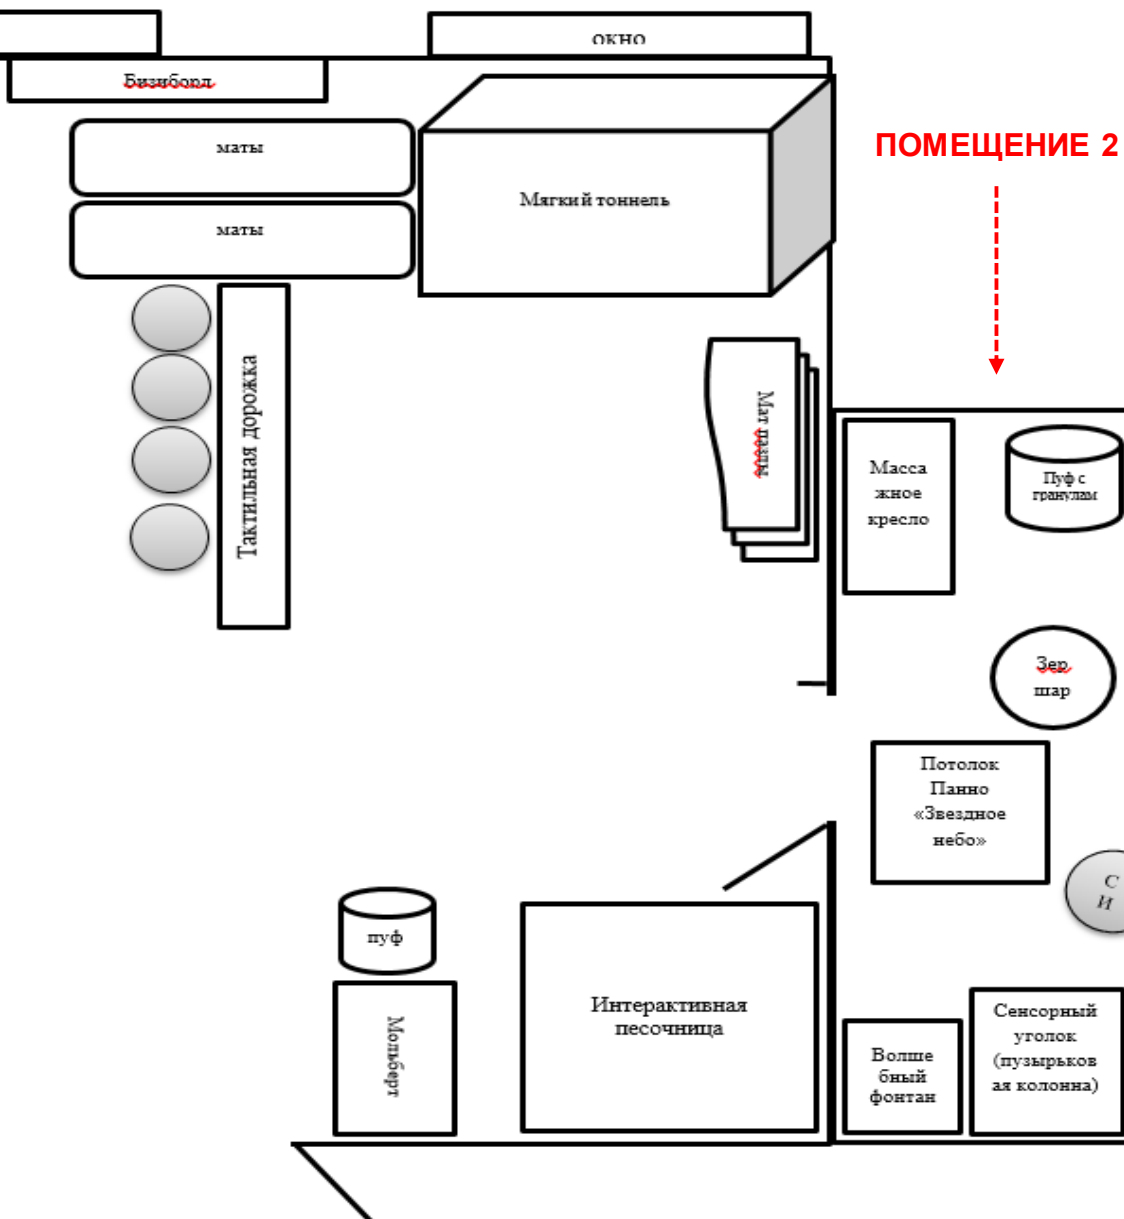 окно
Бизиборд
ПОМЕЩЕНИЕ 2
маты
Мягкий тоннель
маты
Тактильная дорожка
Мат пазлы
Масса
жное
кресло
Пуф с
гранулам
Зер
шар
Потолок
Панно
«Звездное
небо»
С
И
пуф
Мольберт
Интерактивная
песочница
Волше
бный
фонтан
Сенсорный
уголок
(пузырьков
ая колонна)